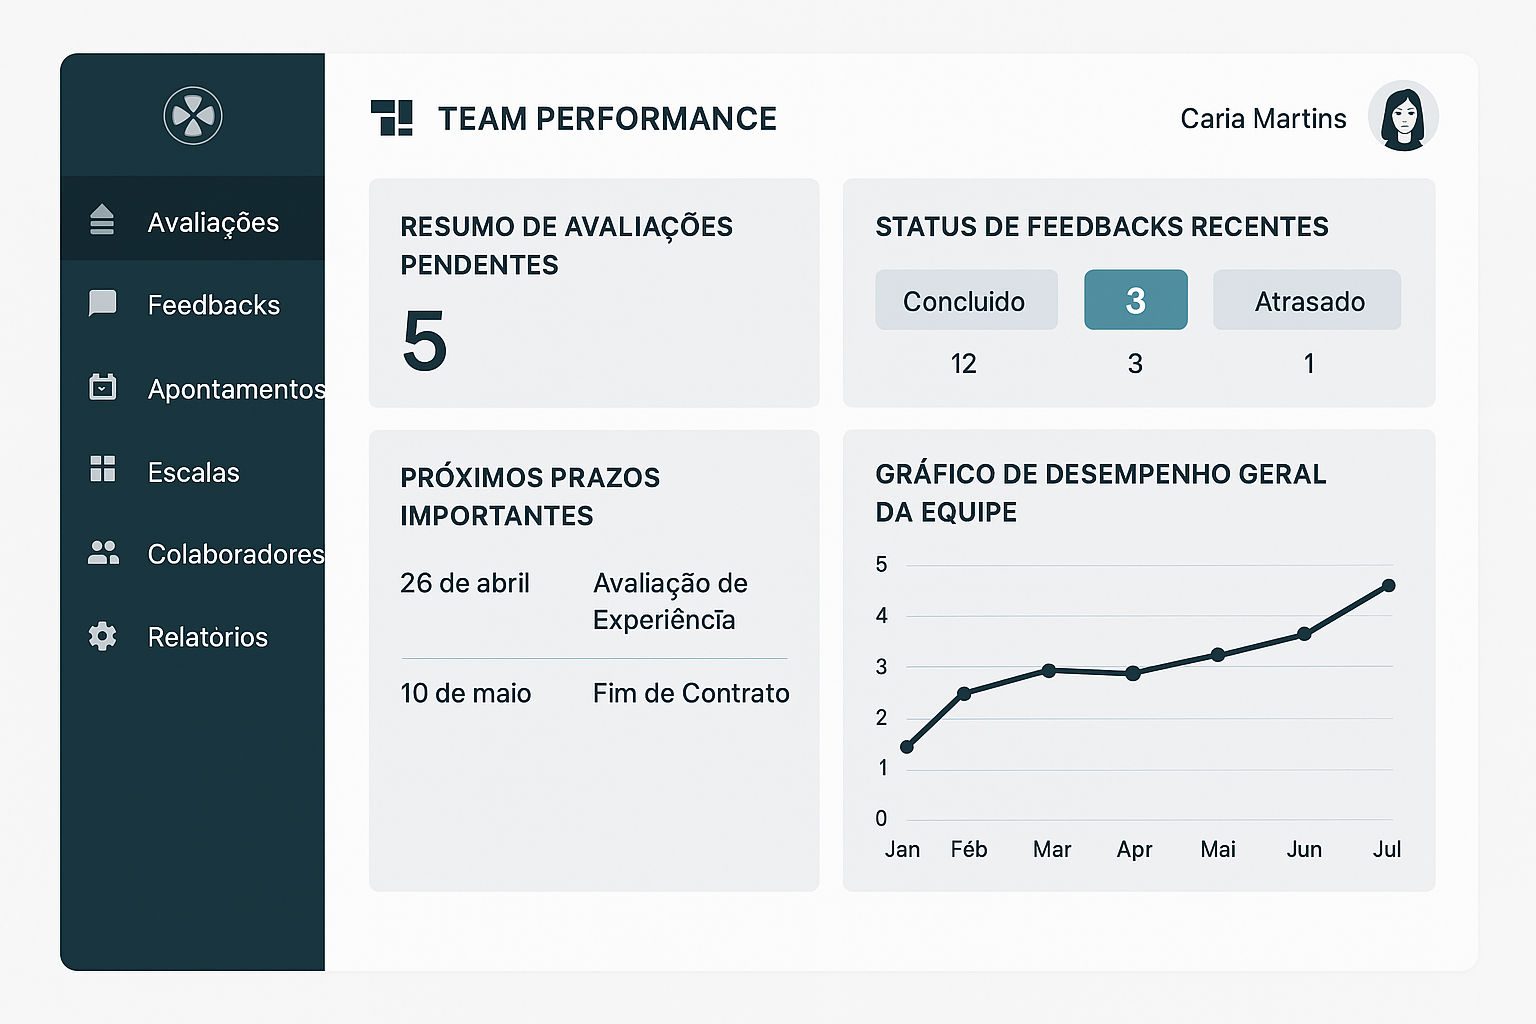 TEAM PERFORMANCE
Caria Martins
Avaliações
Feedbacks
Apontamentos
Escalas
Colaboradores
Relatòrios
RESUMO DE AVALIAÇÕES
PENDENTES
5
STATUS DE FEEDBACKS RECENTES
Concluido 3 Atrasado
12 3 1
PRÓXIMOS PRAZOS
IMPORTANTES
26 de abril Avaliação de
Experiêncīa
10 de maio Fim de Contrato
GRÁFICO DE DESEMPENHO GERAL
DA EQUIPE
5
4
3
2
1
0
Jan Féb Mar Apr Mai Jun Jul